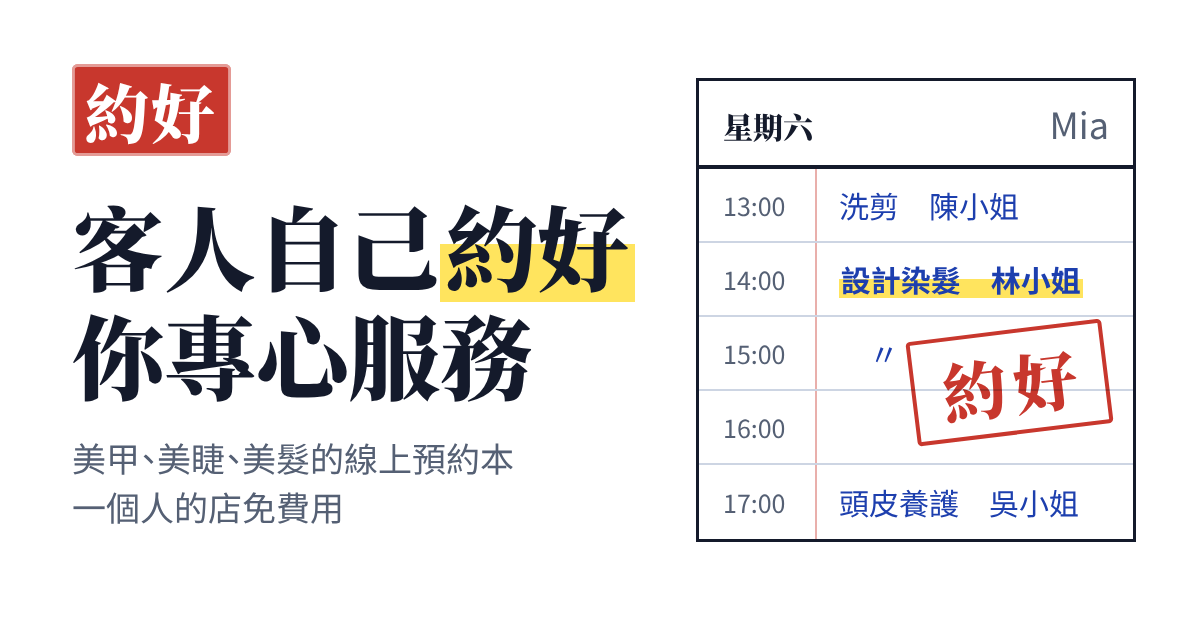 約好
客人自己約好
你專心服務
美甲、美睫、美髮的線上預約本
一個人的店免費用
星期六 Mia
13:00 洗剪 陳小姐
14:00 設計染髮 林小姐
15:00 〃
約好
16:00
17:00 頭皮養護 吳小姐